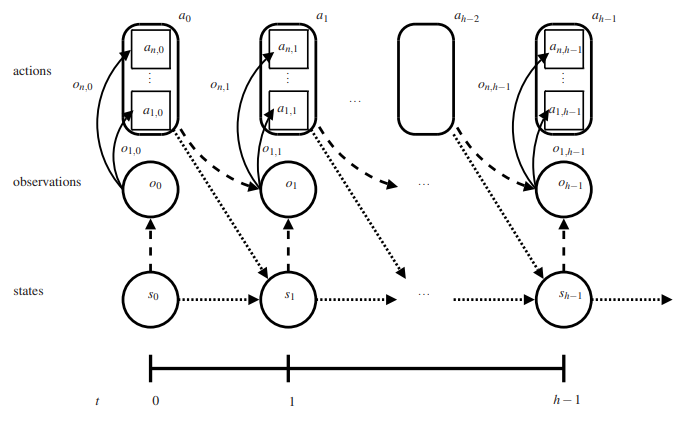 a₀ a₁ aₕ₋₂ aₕ₋₁
aₙ,₀ aₙ,₁ aₙ,ₕ₋₁
actions ⋮ ⋮ ⋮
oₙ,₀ oₙ,₁ oₙ,ₕ₋₁
...
a₁,₀ a₁,₁ a₁,ₕ₋₁
o₁,₀ o₁,₁ o₁,ₕ₋₁
observations o₀ o₁ ... oₕ₋₁
states s₀ s₁ ... sₕ₋₁
t 0 1 h−1